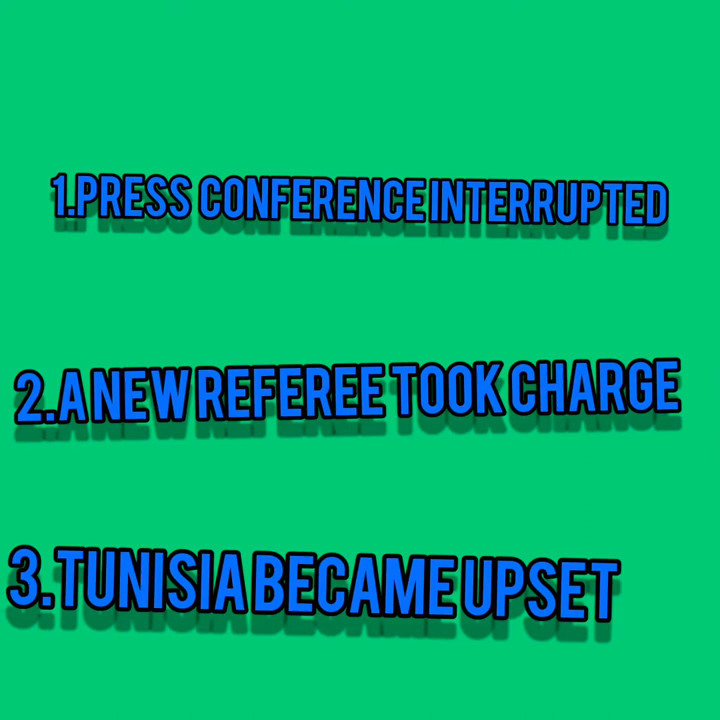 1.PRESS CONFERENCE INTERRUPTED
2.A NEW REFEREE TOOK CHARGE
3.TUNISIA BECAME UPSET